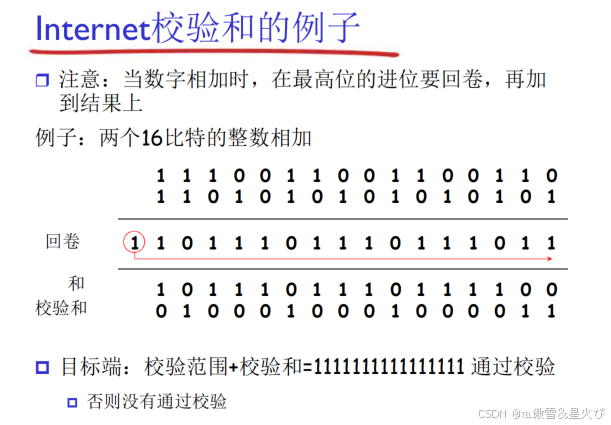 Internet校验和的例子
注意：当数字相加时，在最高位的进位要回卷，再加
到结果上
例子：两个16比特的整数相加
1 1 1 0 0 1 1 0 0 1 1 0 0 1 1 0
1 1 0 1 0 1 0 1 0 1 0 1 0 1 0 1
回卷 1 1 0 1 1 1 0 1 1 1 0 1 1 1 0 1 1
和 1 0 1 1 1 0 1 1 1 0 1 1 1 1 0 0
校验和 0 1 0 0 0 1 0 0 0 1 0 0 0 0 1 1
目标端：校验范围+校验和=1111111111111111 通过校验
否则没有通过校验